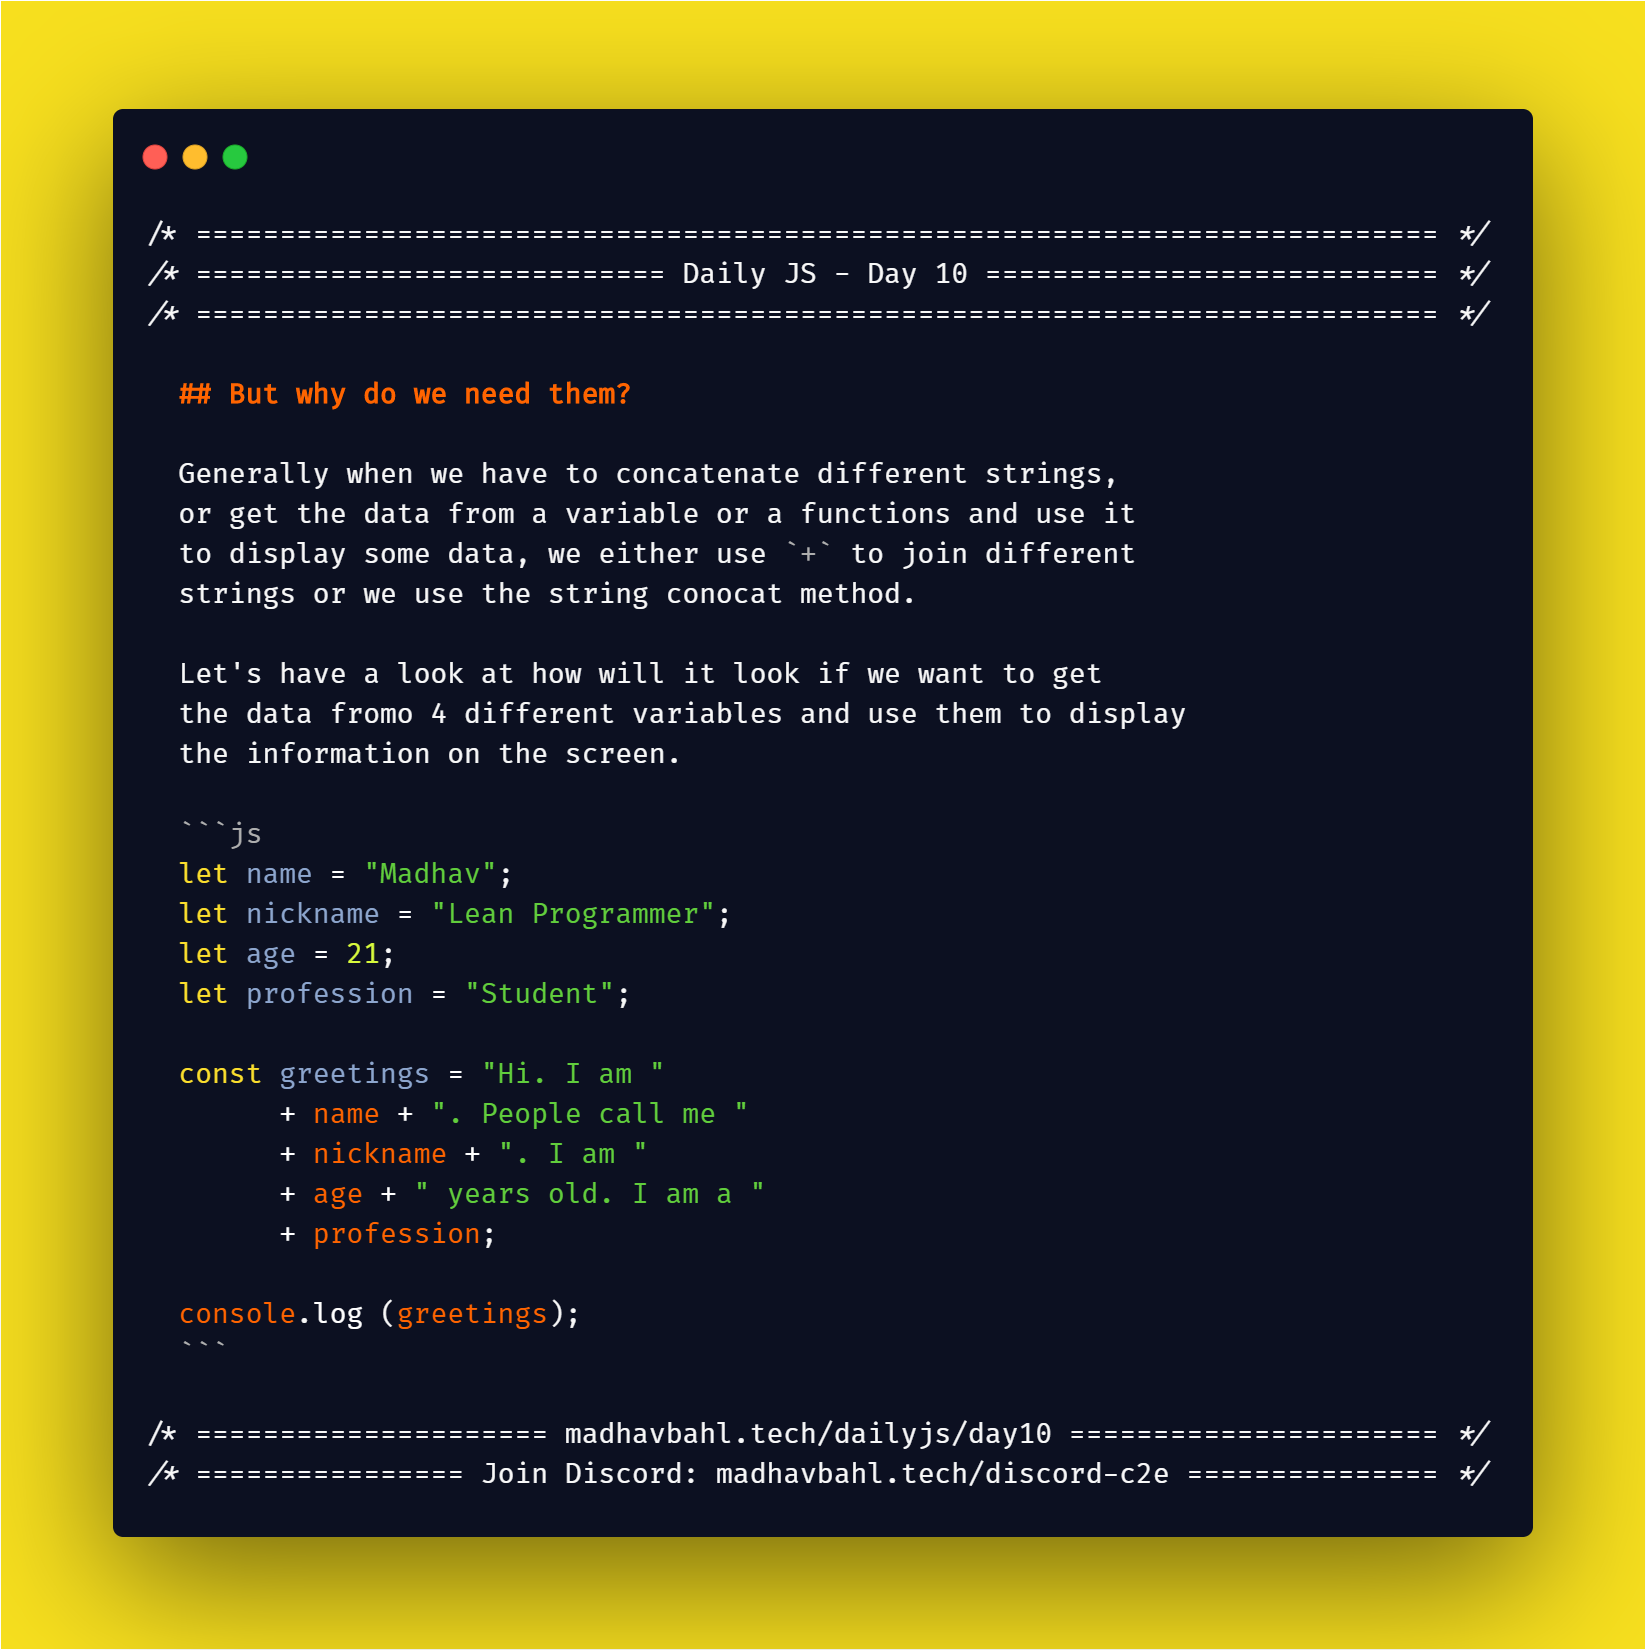 /* ========================================================================== */
/* ============================ Daily JS - Day 10 =========================== */
/* ========================================================================== */
## But why do we need them?
Generally when we have to concatenate different strings,
or get the data from a variable or a functions and use it
to display some data, we either use `+` to join different
strings or we use the string conocat method.
Let's have a look at how will it look if we want to get
the data fromo 4 different variables and use them to display
the information on the screen.
```js
let name = "Madhav";
let nickname = "Lean Programmer";
let age = 21;
let profession = "Student";
const greetings = "Hi. I am "
+ name + ". People call me "
+ nickname + ". I am "
+ age + " years old. I am a "
+ profession;
console.log (greetings);
```
/* ===================== madhavbahl.tech/dailyjs/day10 ====================== */
/* ================ Join Discord: madhavbahl.tech/discord-c2e =============== */